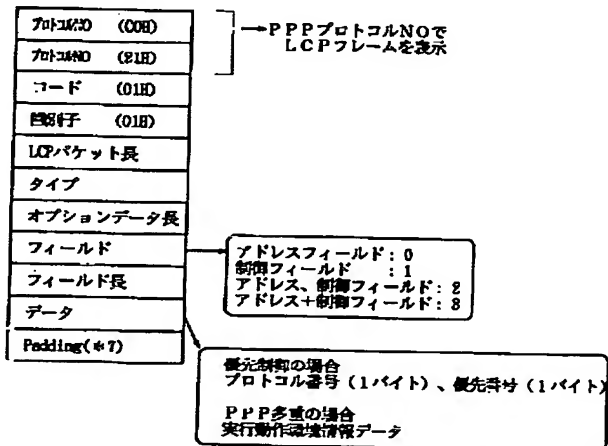 プロトコルNO (C0H)
プロトコルNO (21H)
コード (01H)
識別子 (01H)
LCPパケット長
タイプ
オプションデータ長
フィールド
フィールド長
データ
Padding(*7)
PPPプロトコルNOで
LCPフレームを表示
アドレスフィールド: 0
制御フィールド :1
アドレス、制御フィールド:2
アドレス+制御フィールド:3
優先制御の場合
プロトコル番号(1バイト)、優先番号(1バイト)
PPP多重の場合
実行動作環境情報データ